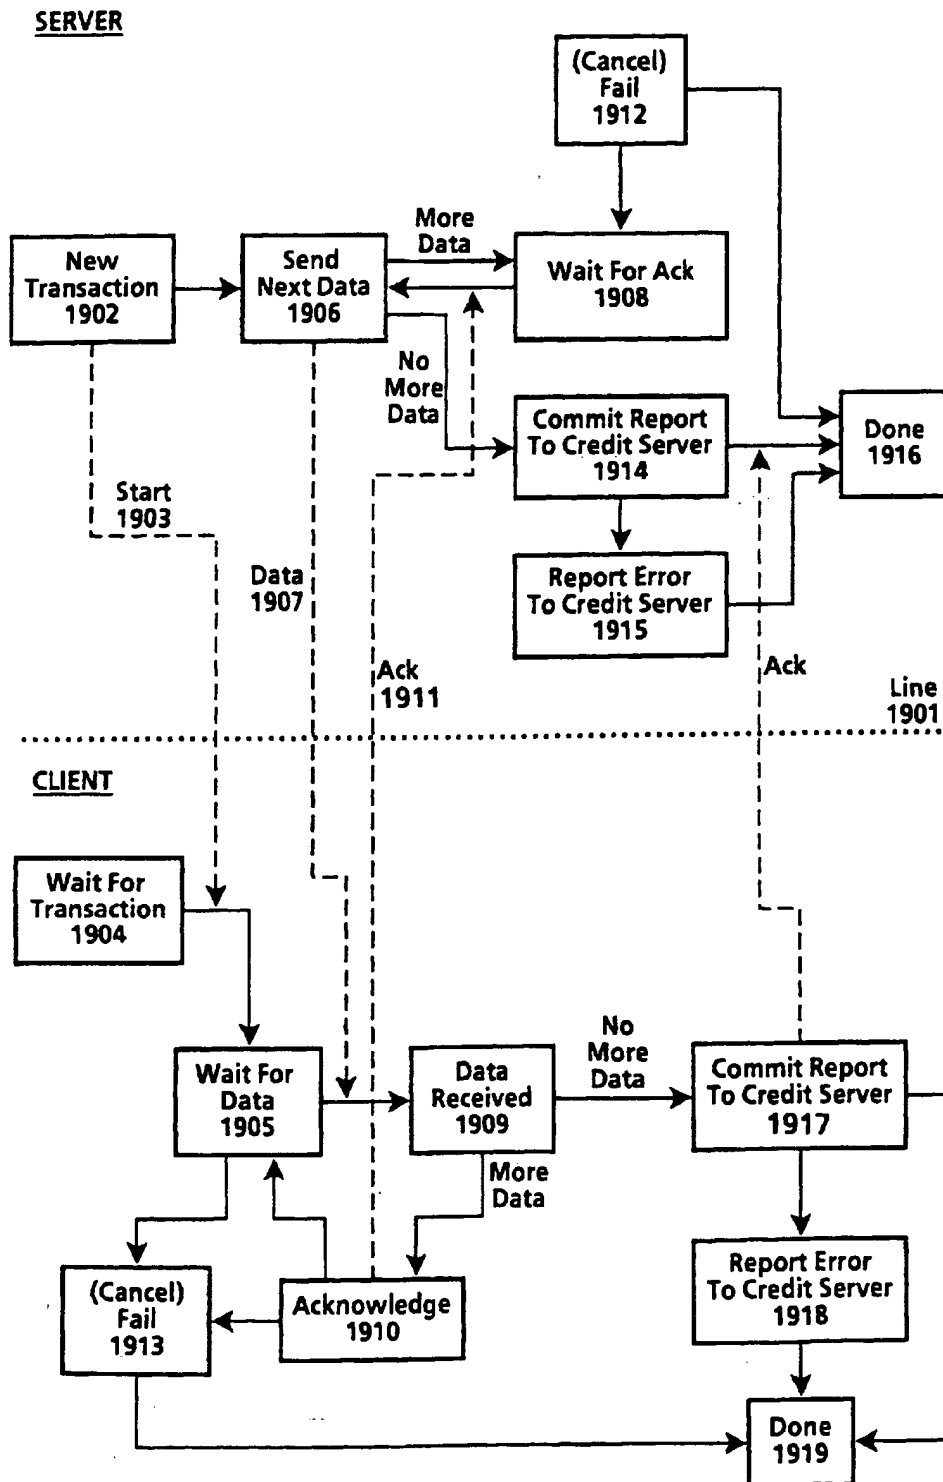 SERVER
(Cancel)
Fail
1912
New
Transaction
1902
Send
Next Data
1906
More
Data
Wait For Ack
1908
No
More
Data
Commit Report
To Credit Server
1914
Done
1916
Start
1903
Data
1907
Report Error
To Credit Server
1915
Ack
1911
Ack
Line
1901
CLIENT
Wait For
Transaction
1904
Wait For
Data
1905
Data
Received
1909
No
More
Data
Commit Report
To Credit Server
1917
More
Data
(Cancel)
Fail
1913
Acknowledge
1910
Report Error
To Credit Server
1918
Done
1919